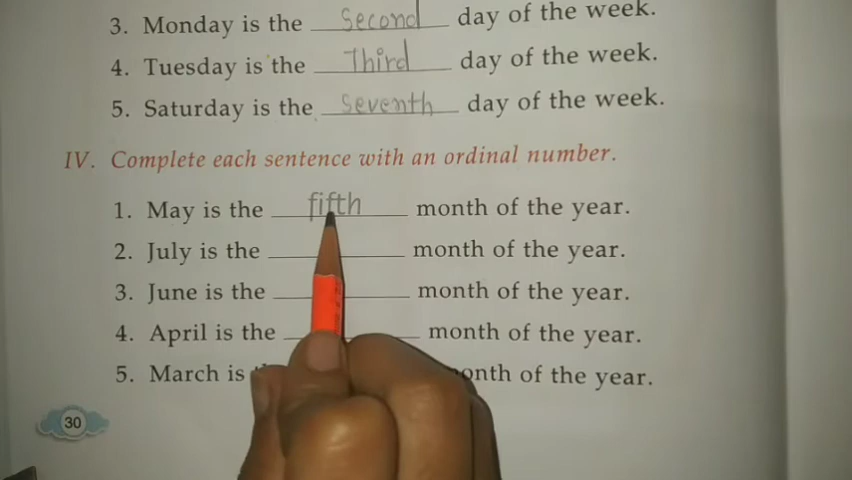 3. Monday is the Second day of the week.
4. Tuesday is the Third day of the week.
5. Saturday is the Seventh day of the week.
IV. Complete each sentence with an ordinal number.
1. May is the fifth month of the year.
2. July is the month of the year.
3. June is the month of the year.
4. April is the month of the year.
5. March is month of the year.
30